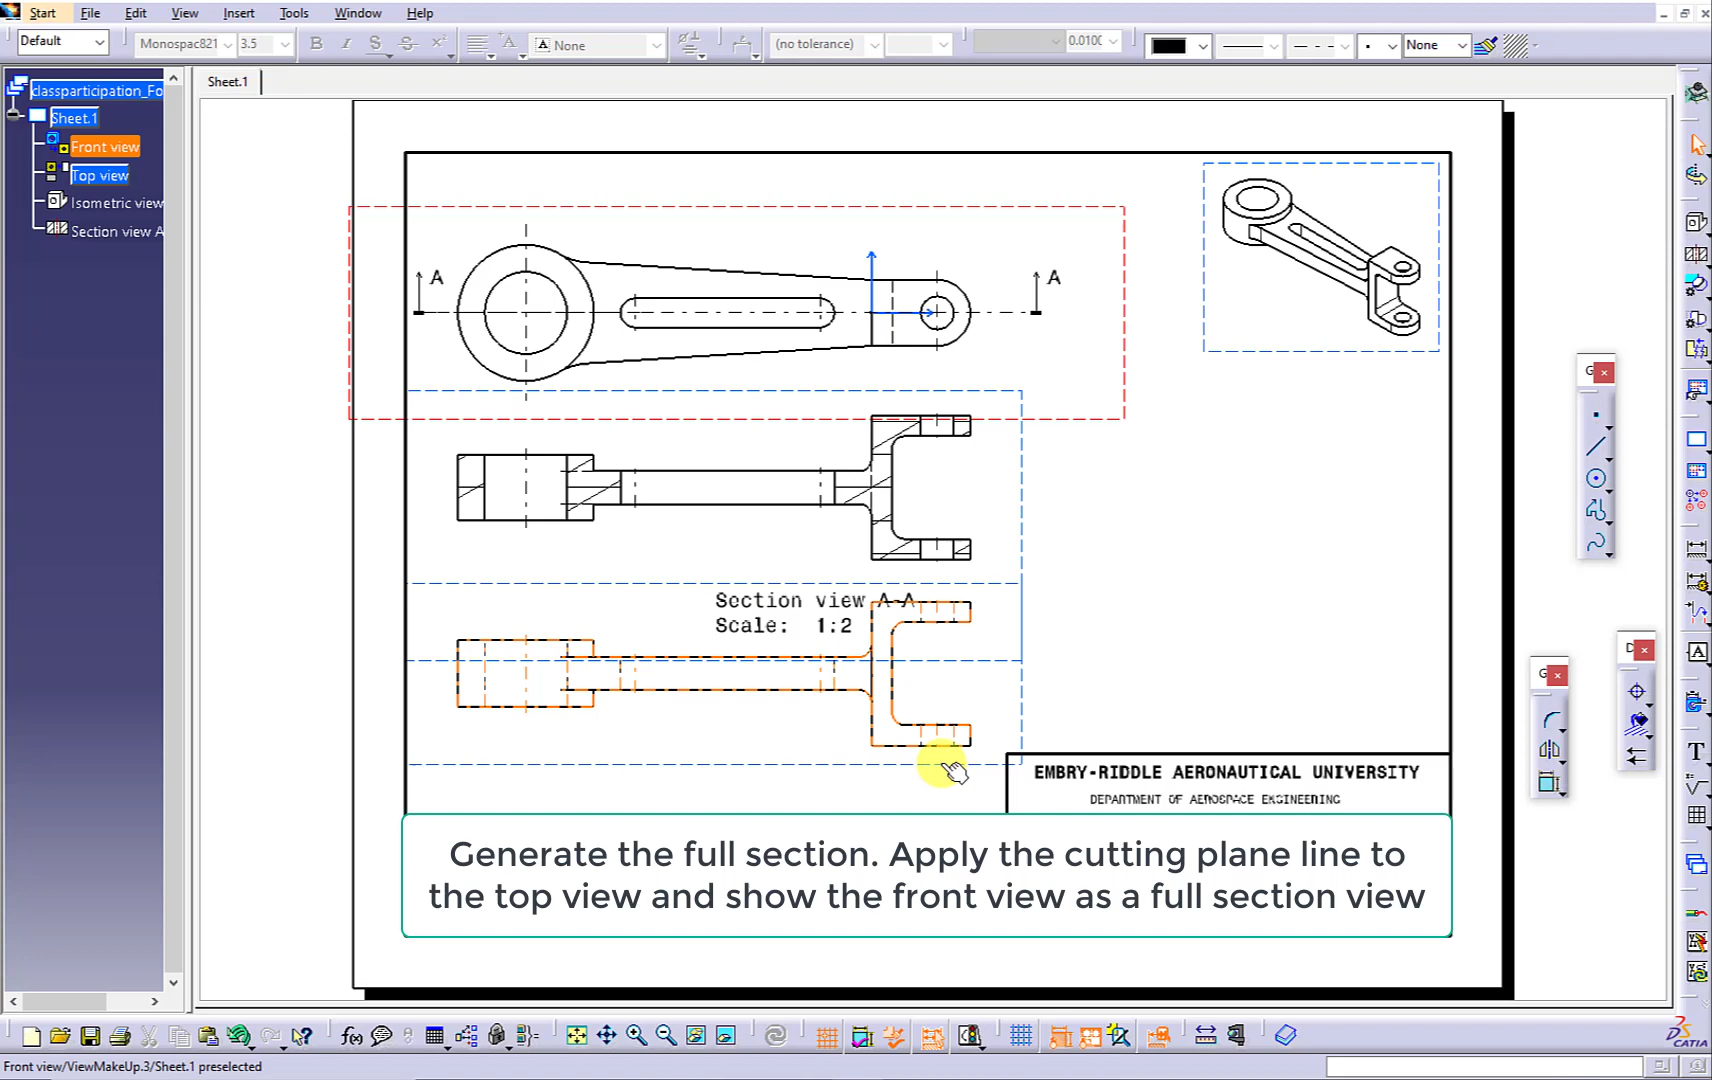 Start File Edit View Insert Tools Window Help
Default Monospac821 3.5 B I S S A None (no tolerance) 0.010 None
classparticipation_Fo
Sheet.1
Front view
Top view
Isometric view
Section view A
Sheet.1
A A
Section view A-A
Scale: 1:2
EMBRY-RIDDLE AERONAUTICAL UNIVERSITY
DEPARTMENT OF AEROSPACE ENGINEERING
Generate the full section. Apply the cutting plane line to
the top view and show the front view as a full section view
G
G
D
A
T
f(x)
CATIA
Front view/ViewMakeUp.3/Sheet.1 preselected